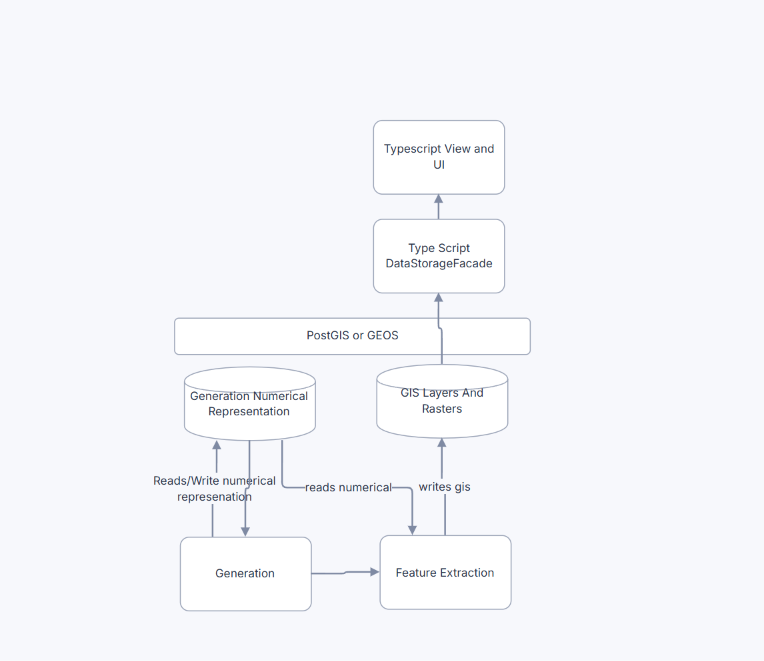 Typescript View and
UI
Type Script
DataStorageFacade
PostGIS or GEOS
Generation Numerical
Representation
GIS Layers And
Rasters
Reads/Write numerical
represenation
reads numerical
writes gis
Generation
Feature Extraction